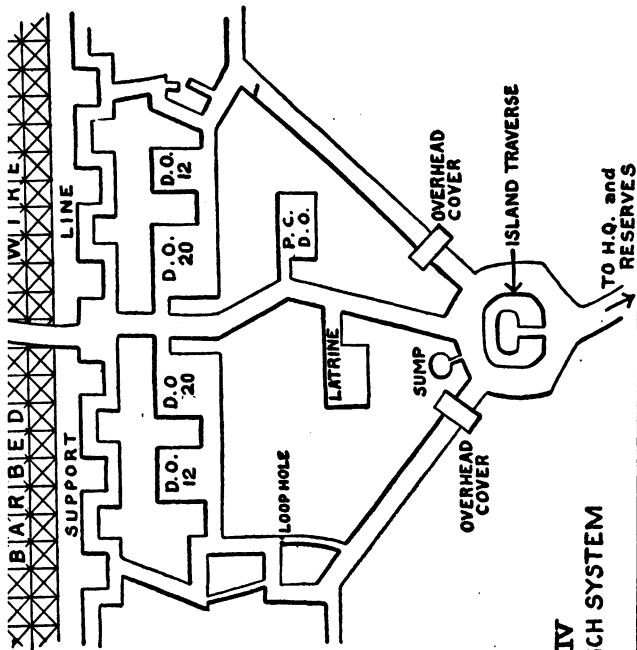 BARBED WIRE
SUPPORT LINE
D.O.
12
D.O
20
D.O.
20
D.O.
12
P.C.
D.O.
LOOP HOLE
LATRINE
SUMP
OVERHEAD
COVER
OVERHEAD
COVER
ISLAND TRAVERSE
TO H.Q. and
RESERVES
IV
CH SYSTEM